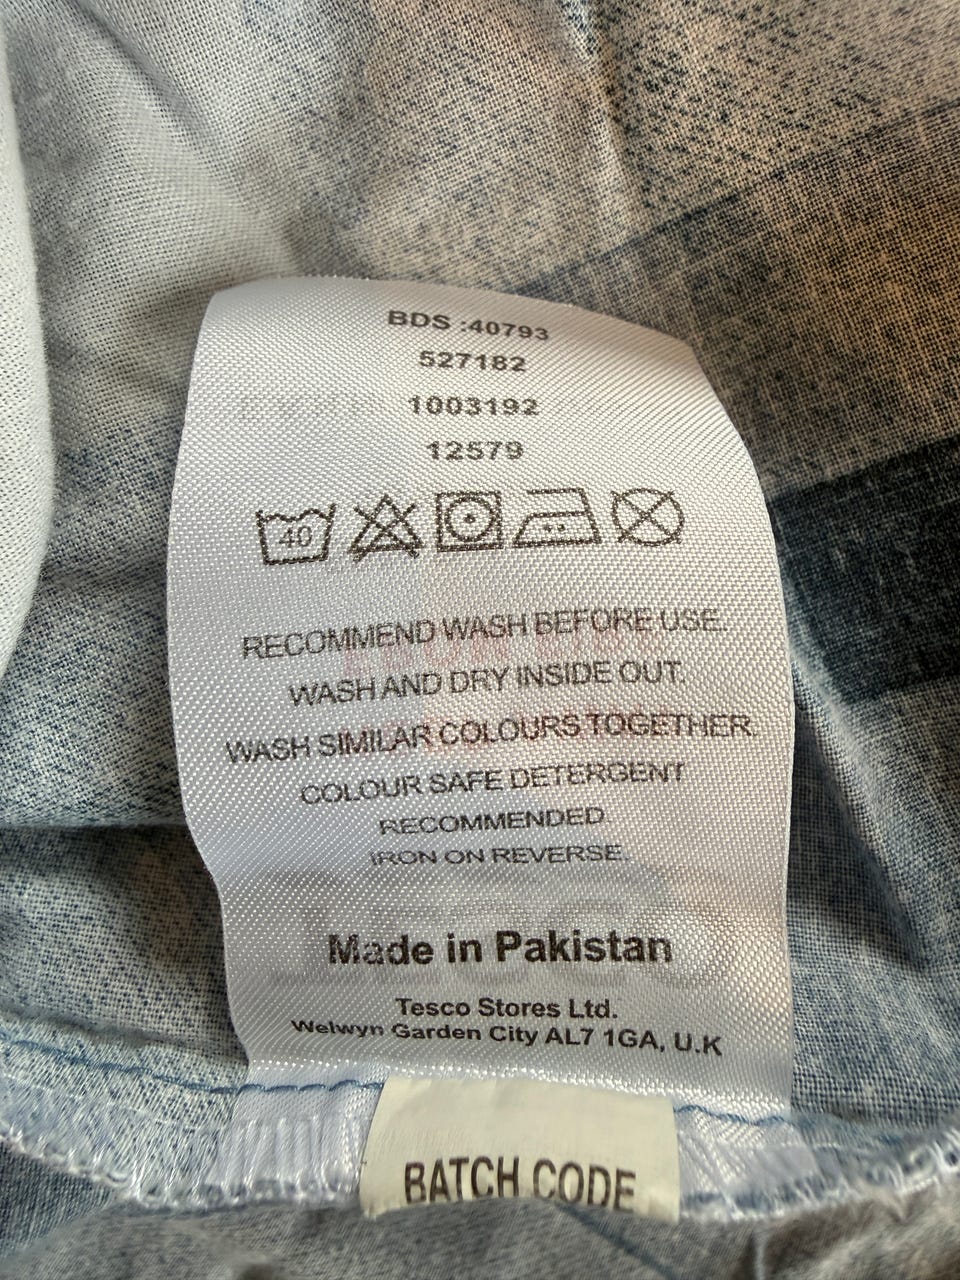 BDS :40793
527182
1003192
12579
40
RECOMMEND WASH BEFORE USE.
WASH AND DRY INSIDE OUT.
WASH SIMILAR COLOURS TOGETHER.
COLOUR SAFE DETERGENT
RECOMMENDED
IRON ON REVERSE.
Made in Pakistan
Tesco Stores Ltd.
Welwyn Garden City AL7 1GA, U.K
BATCH CODE